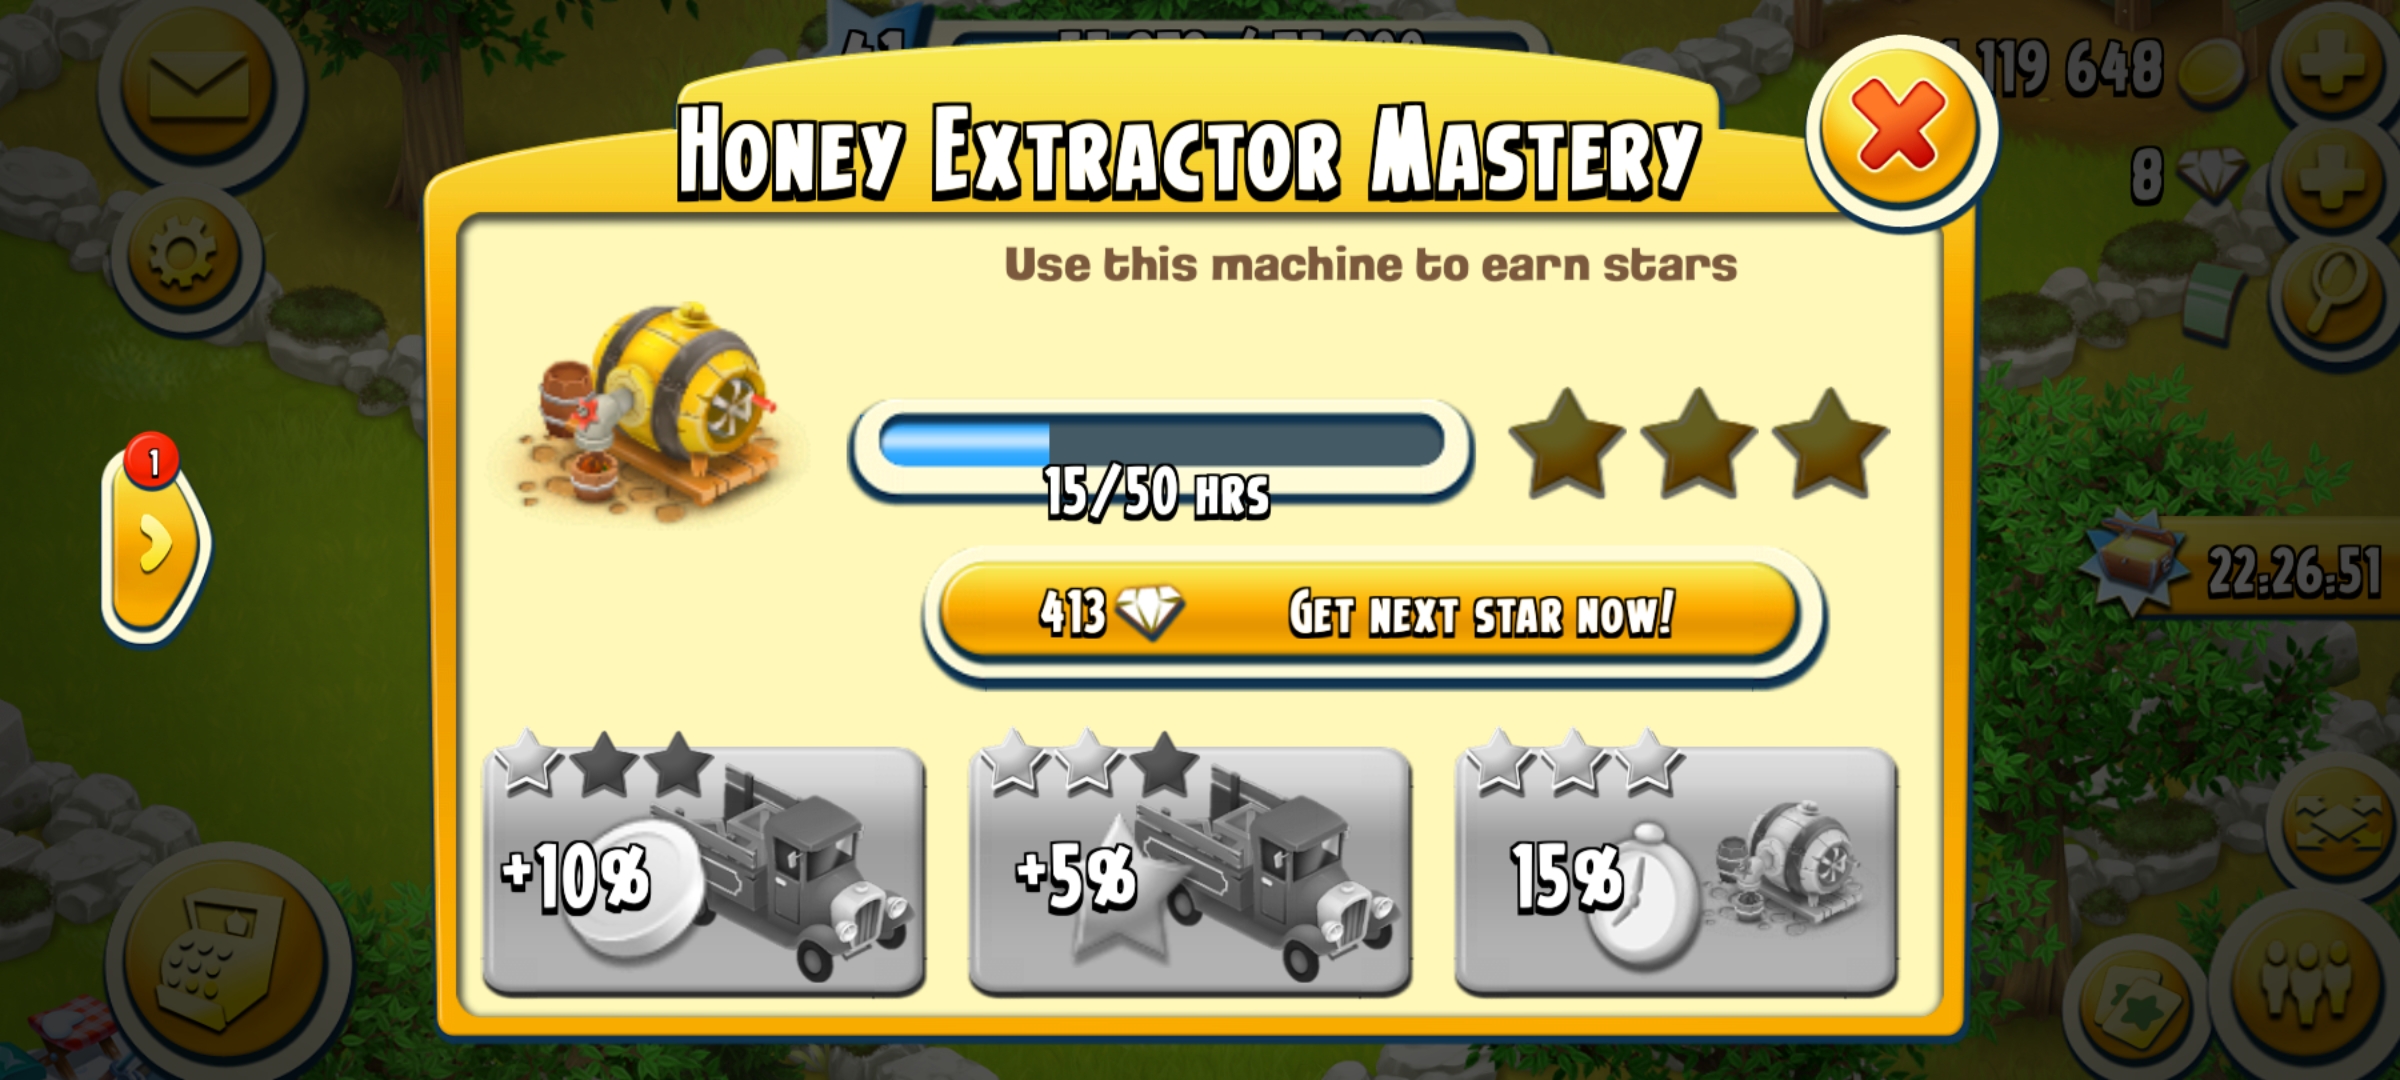 41
119 648
HONEY EXTRACTOR MASTERY
8
Use this machine to earn stars
1
15/50 HRS
22:26:51
413 GET NEXT STAR NOW!
+10%
+5%
15%